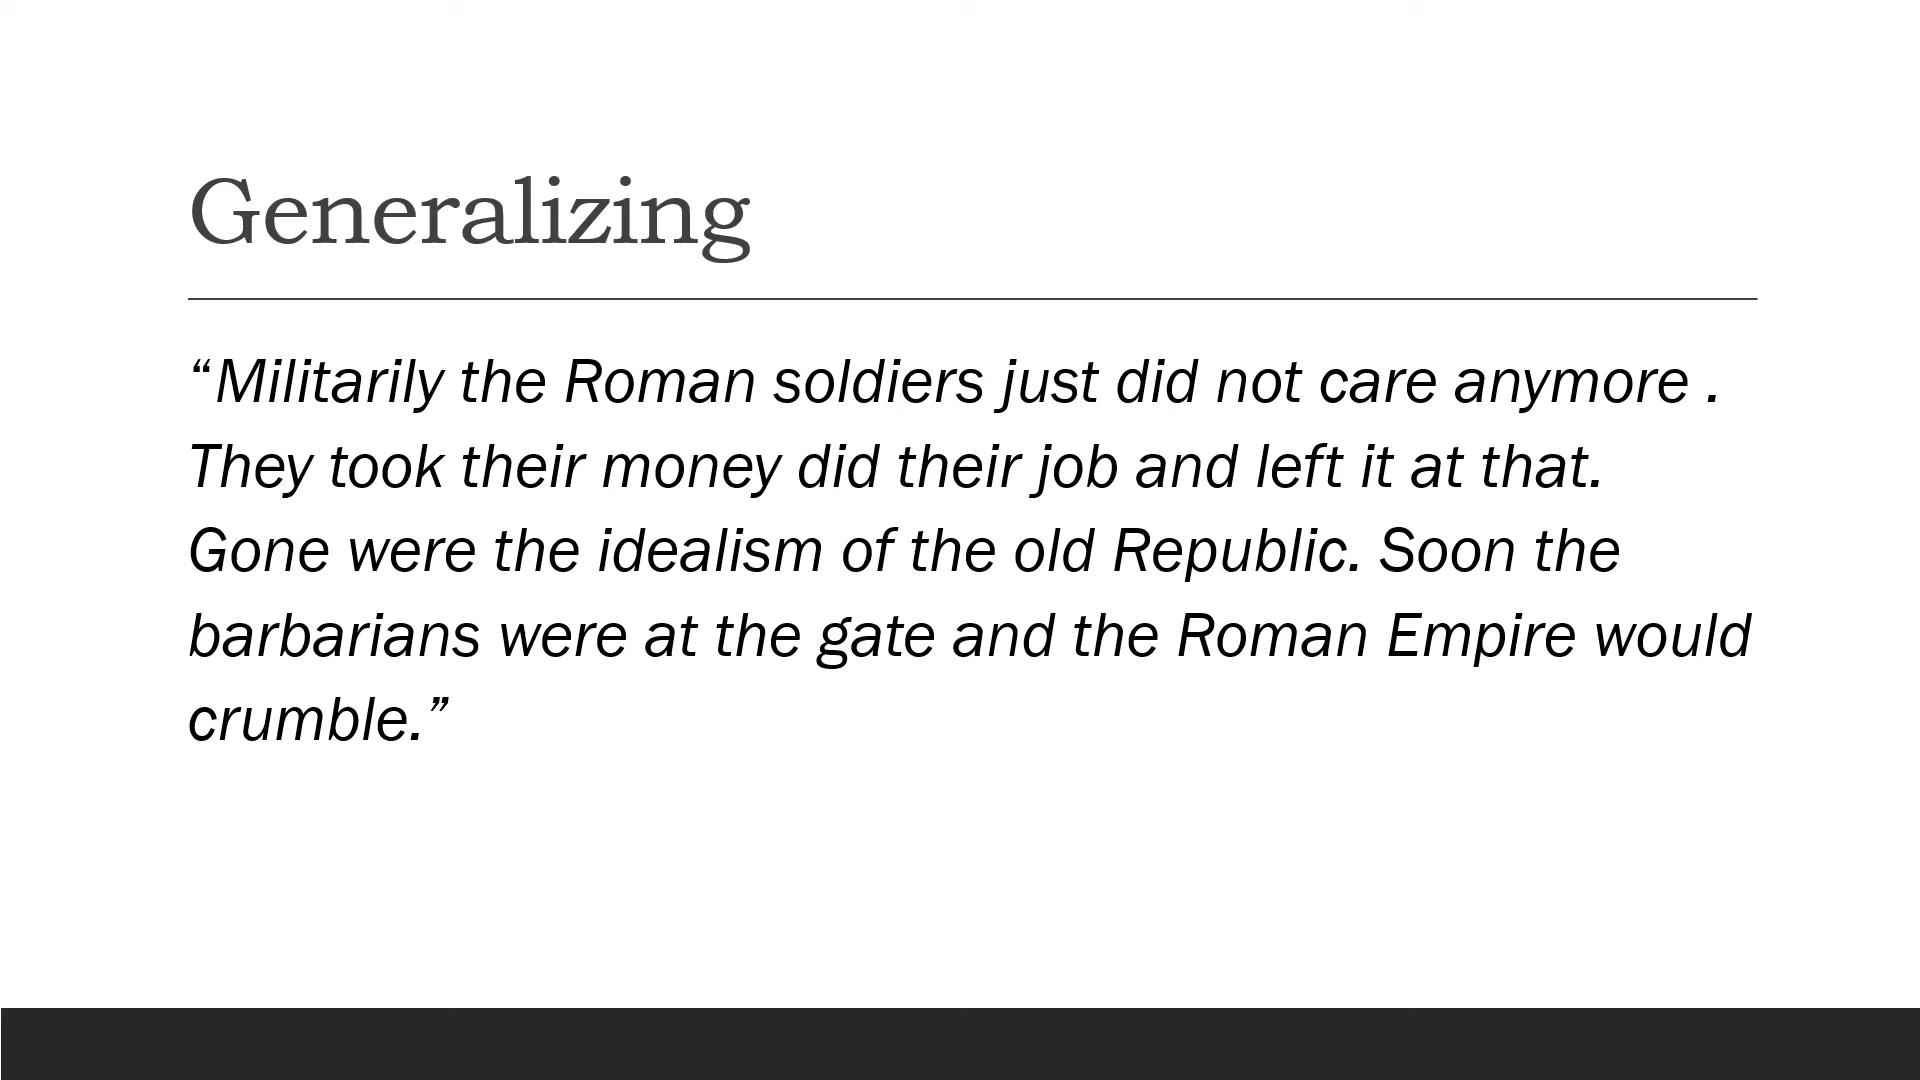 Generalizing
“Militarily the Roman soldiers just did not care anymore .
They took their money did their job and left it at that.
Gone were the idealism of the old Republic. Soon the
barbarians were at the gate and the Roman Empire would
crumble.”